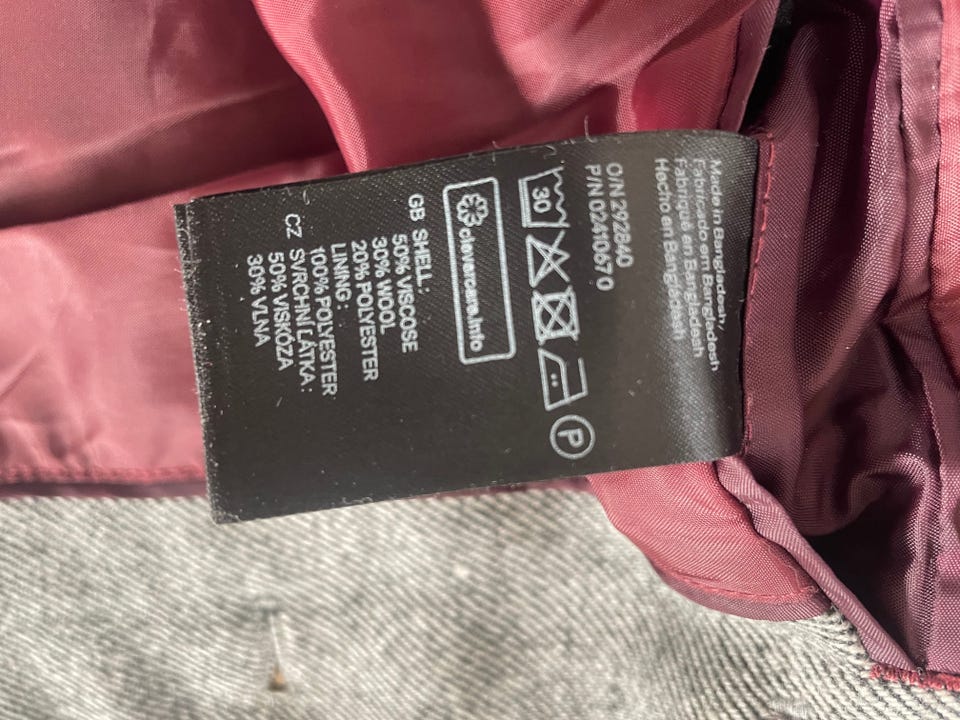 Made in Bangladesh/
Fabricado em Bangladesh
Fabriqué en Bangladesh
Hecho en Bangladesh
O/N 292840
P/N 02410670
30
P
clevercare.info
GB SHELL:
50% VISCOSE
30% WOOL
20% POLYESTER
LINING:
100% POLYESTER
CZ SVRCHNÍ LÁTKA:
50% VISKÓZA
30% VLNA